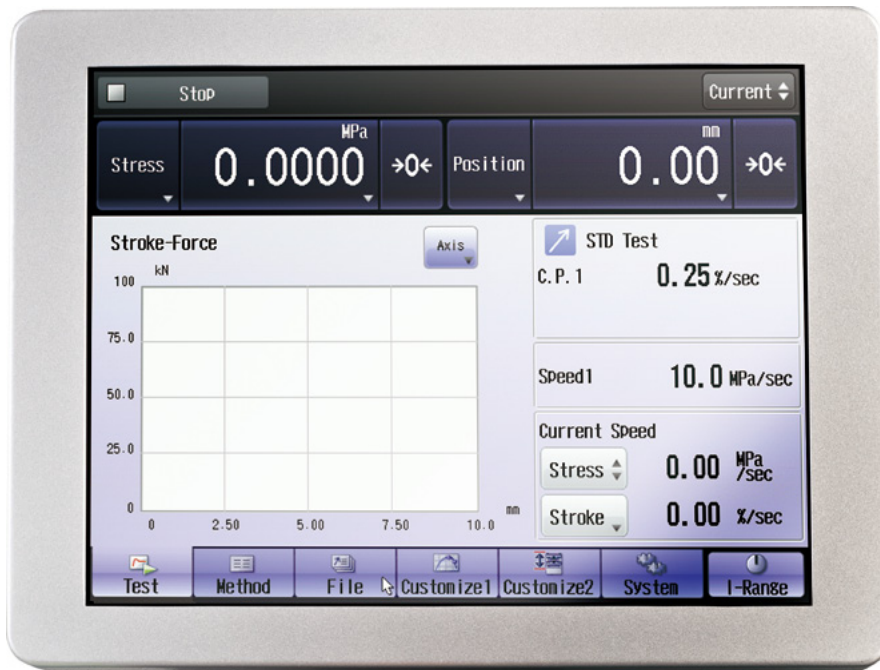 Stop
Current
Stress
MPa
0.0000
→0←
Position
mm
0.00
→0←
Stroke-Force
Axis
kN
100
75.0
50.0
25.0
0
0 2.50 5.00 7.50 10.0 mm
STD Test
C.P.1 0.25 %/sec
Speed1 10.0 MPa/sec
Current Speed
Stress 0.00 MPa/sec
Stroke 0.00 %/sec
Test Method File Customize1 Customize2 System I-Range